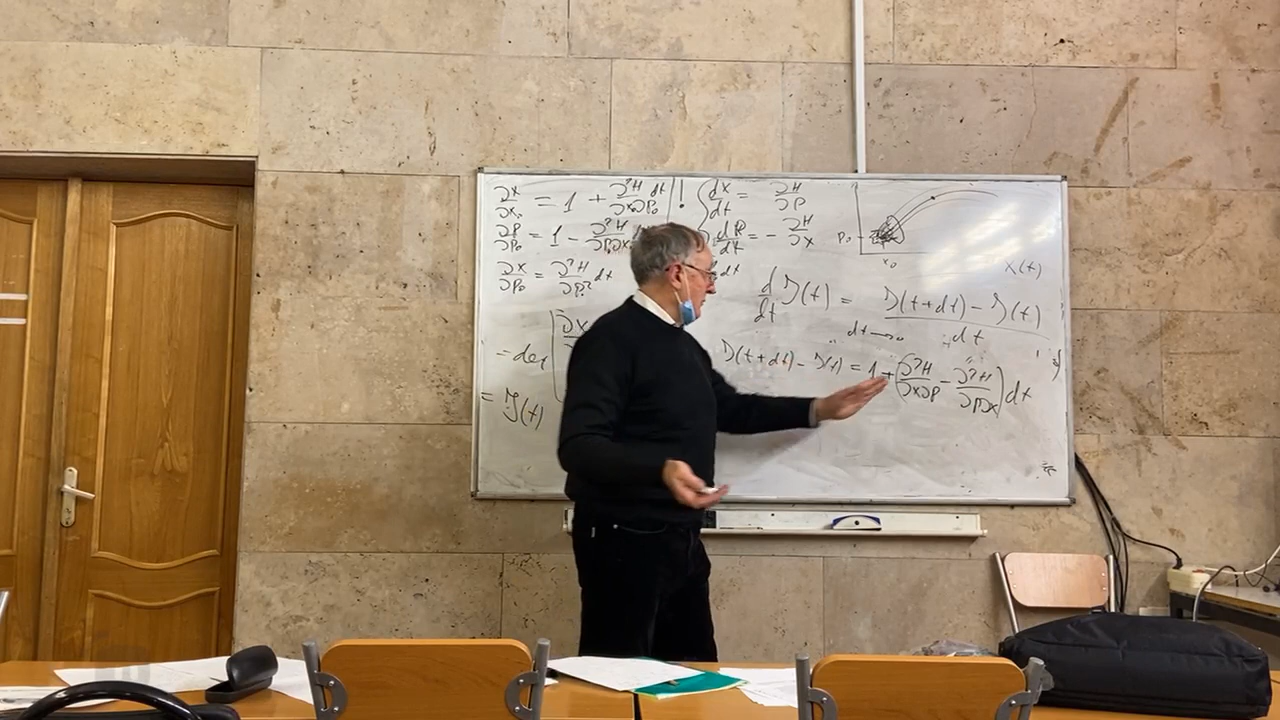 ∂x/∂x₀ = 1 + ∂²H/∂x∂p₀ dt !
∂p/∂p₀ = 1 - ∂²H/∂p∂x
∂x/∂p₀ = ∂²H/∂p² dt
= det | ∂x
= J(t)
{ dx/dt = ∂H/∂p
dp/dt = - ∂H/∂x
dt
p₀
x₀
x(t)
d/dt J(t) = (J(t+dt) - J(t))/dt
dt→0
J(t+dt) - J(t) = 1 + (∂²H/∂x∂p - ∂²H/∂p∂x) dt